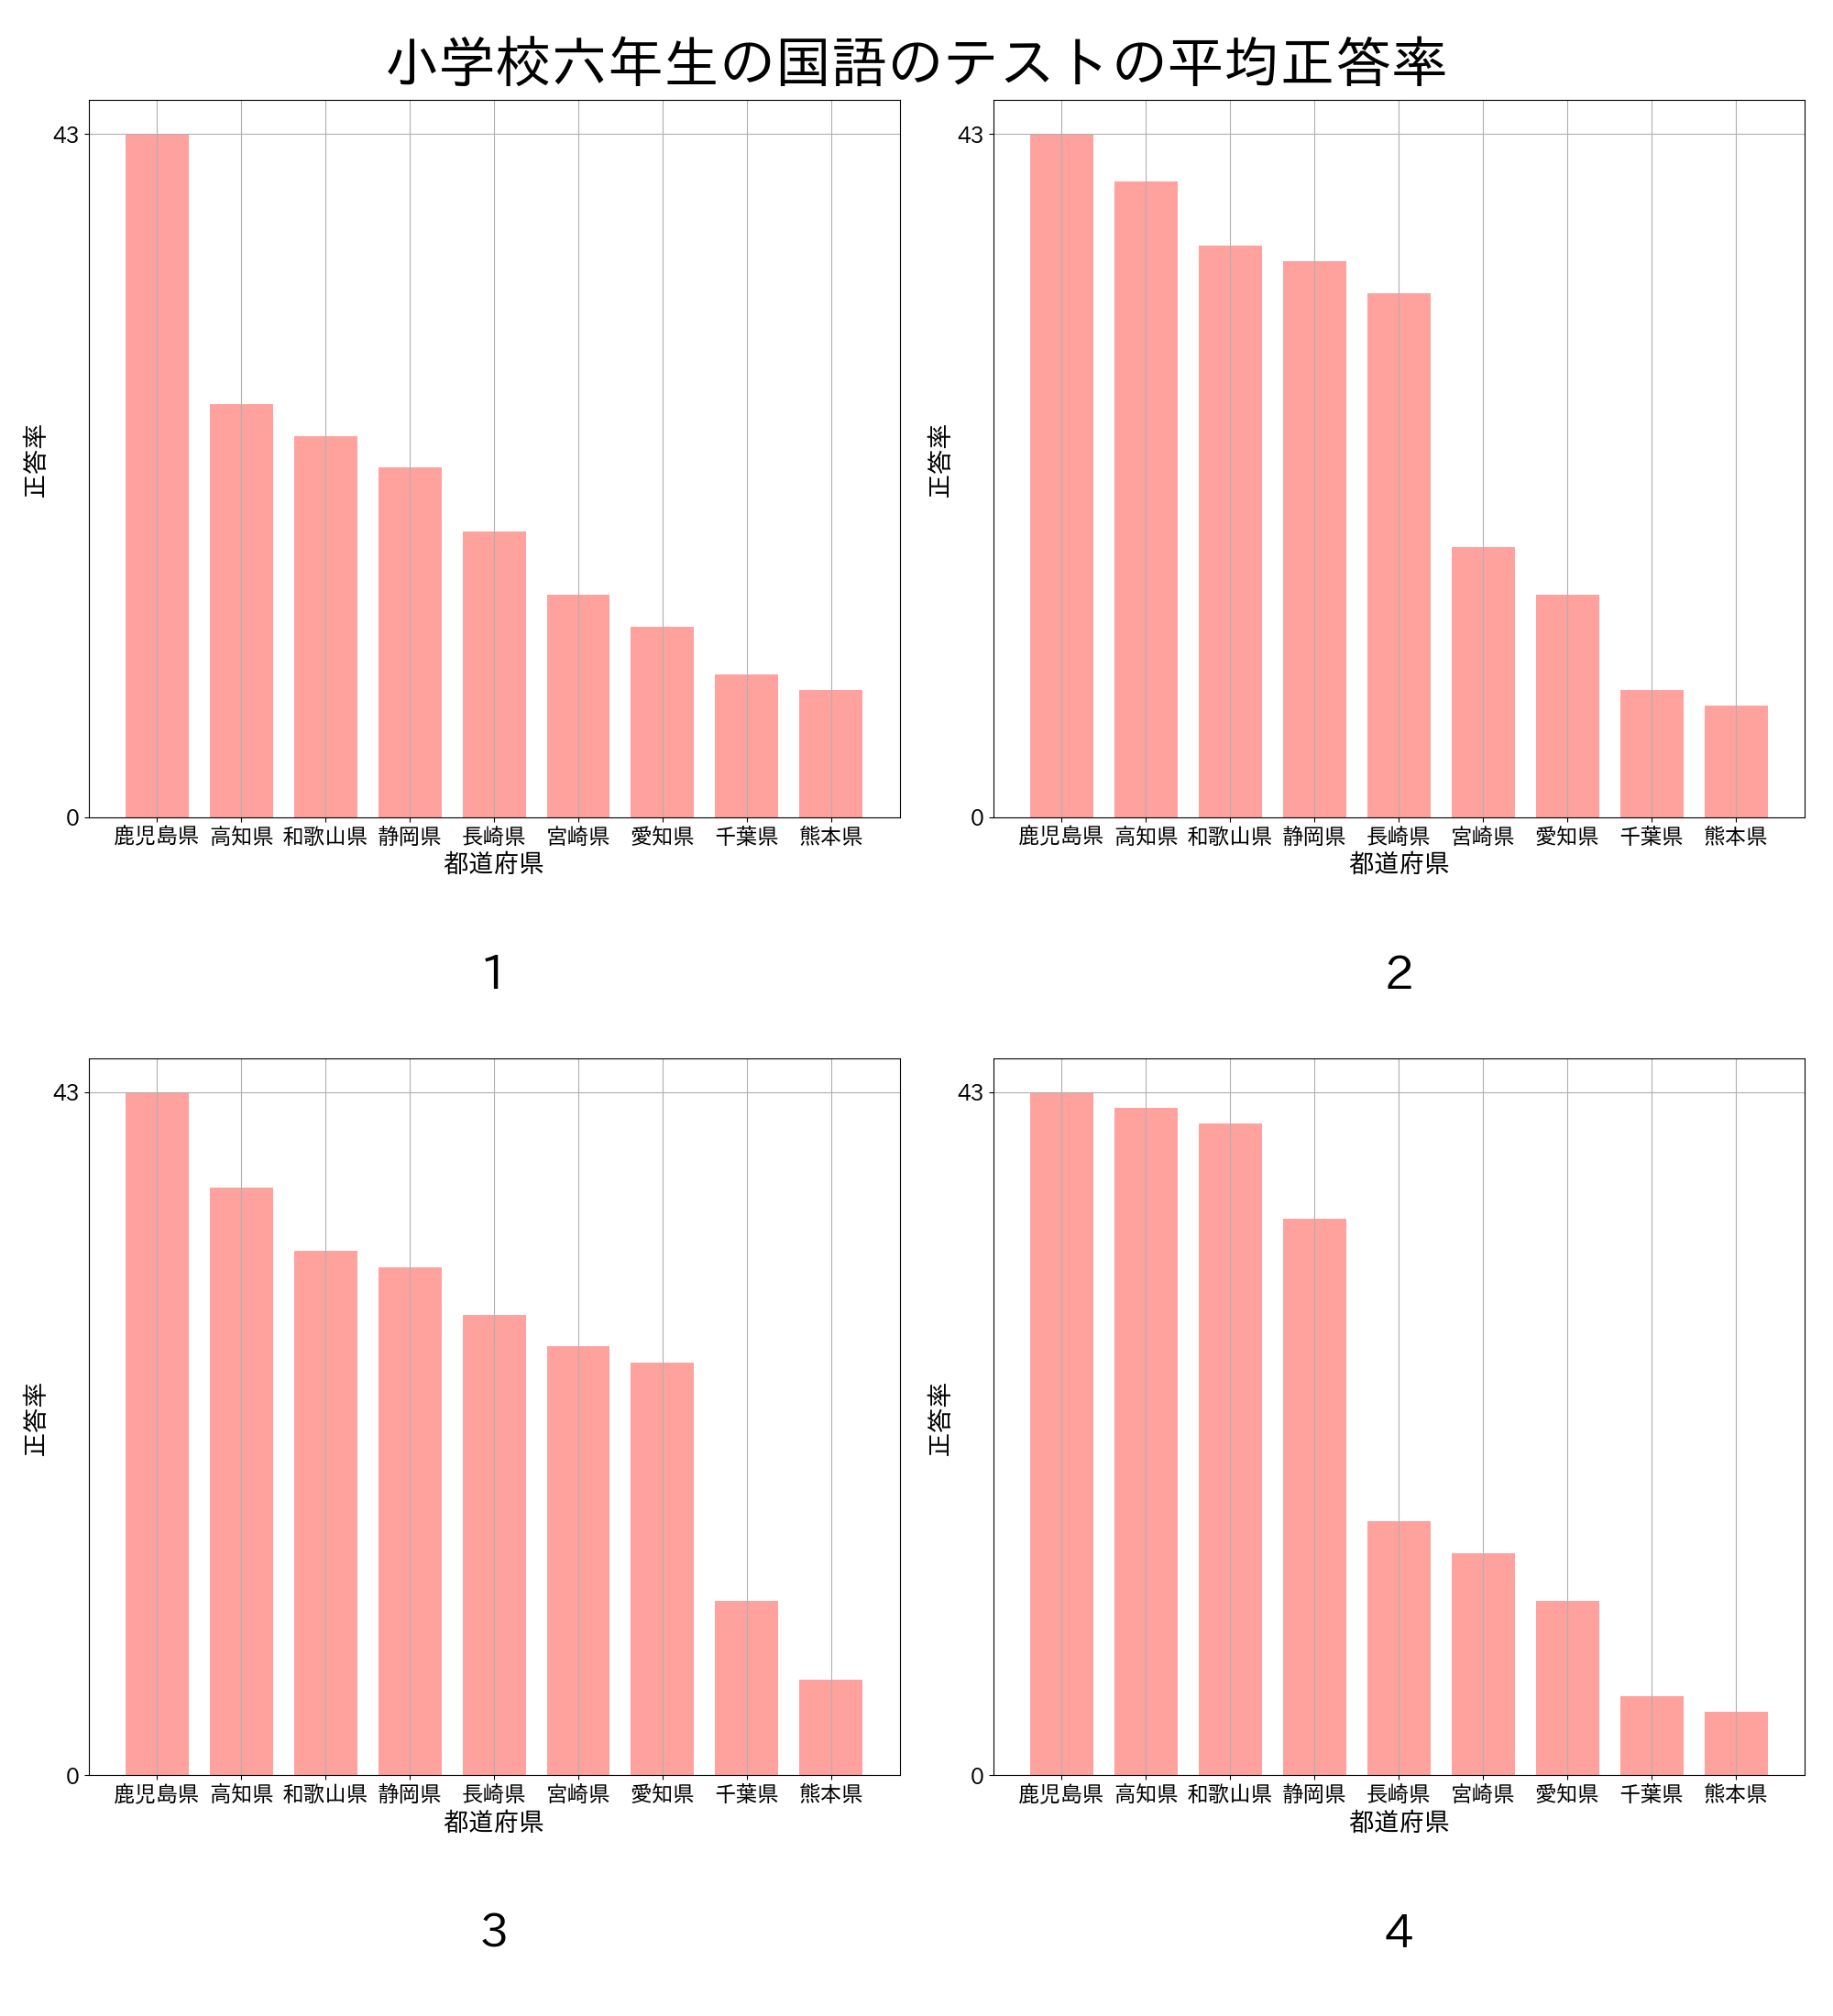 小学校六年生の国語のテストの平均正答率
43
0
正答率
鹿児島県 高知県 和歌山県 静岡県 長崎県 宮崎県 愛知県 千葉県 熊本県
都道府県
1
43
0
正答率
鹿児島県 高知県 和歌山県 静岡県 長崎県 宮崎県 愛知県 千葉県 熊本県
都道府県
2
43
0
正答率
鹿児島県 高知県 和歌山県 静岡県 長崎県 宮崎県 愛知県 千葉県 熊本県
都道府県
3
43
0
正答率
鹿児島県 高知県 和歌山県 静岡県 長崎県 宮崎県 愛知県 千葉県 熊本県
都道府県
4